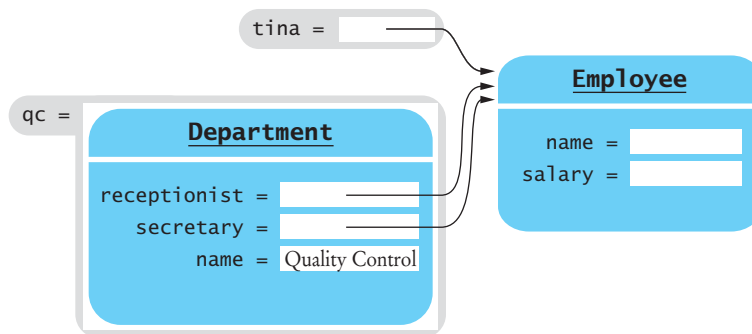 tina =
Employee
qc =
Department
name =
salary =
receptionist =
secretary =
name = Quality Control